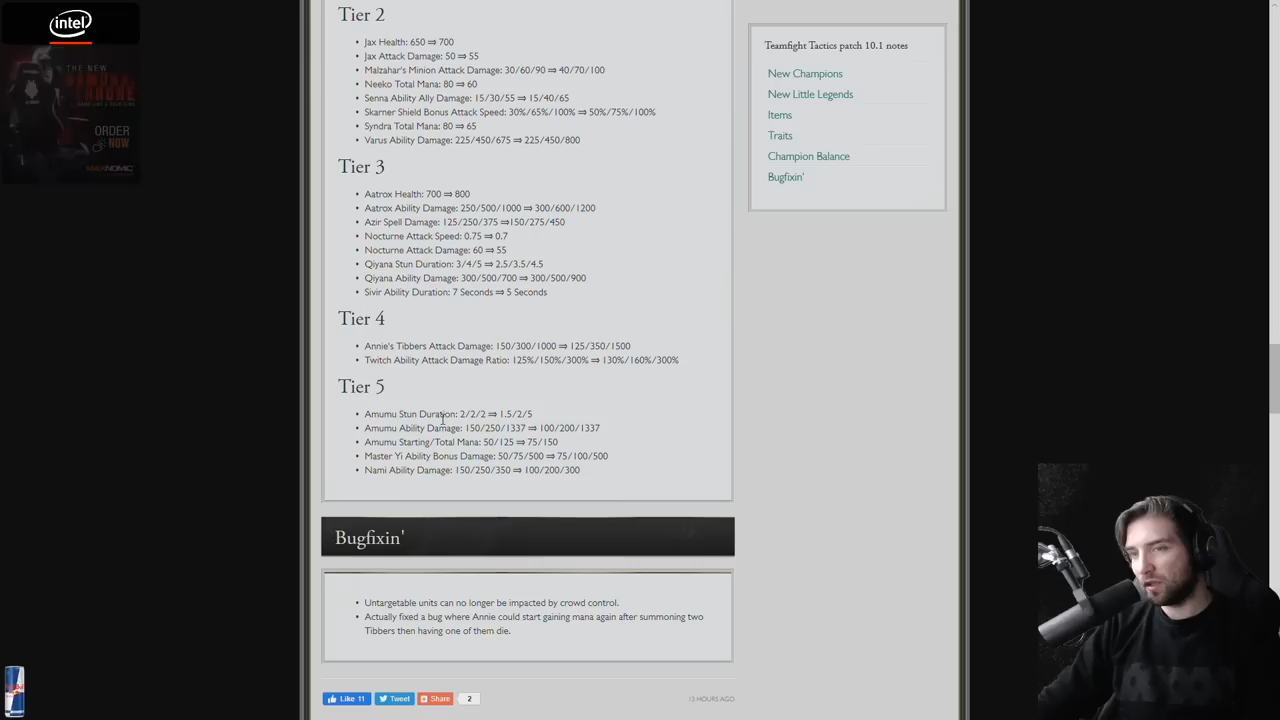 intel
THE NEW
ORDER
NOW
Tier 2
• Jax Health: 650 ⇒ 700
• Jax Attack Damage: 50 ⇒ 55
• Malzahar's Minion Attack Damage: 30/60/90 ⇒ 40/70/100
• Neeko Total Mana: 80 ⇒ 60
• Senna Ability Ally Damage: 15/30/55 ⇒ 15/40/65
• Skarner Shield Bonus Attack Speed: 30%/65%/100% ⇒ 50%/75%/100%
• Syndra Total Mana: 80 ⇒ 65
• Varus Ability Damage: 225/450/675 ⇒ 225/450/800
Tier 3
• Aatrox Health: 700 ⇒ 800
• Aatrox Ability Damage: 250/500/1000 ⇒ 300/600/1200
• Azir Spell Damage: 125/250/375 ⇒150/275/450
• Nocturne Attack Speed: 0.75 ⇒ 0.7
• Nocturne Attack Damage: 60 ⇒ 55
• Qiyana Stun Duration: 3/4/5 ⇒ 2.5/3.5/4.5
• Qiyana Ability Damage: 300/500/700 ⇒ 300/500/900
• Sivir Ability Duration: 7 Seconds ⇒ 5 Seconds
Tier 4
• Annie's Tibbers Attack Damage: 150/300/1000 ⇒ 125/350/1500
• Twitch Ability Attack Damage Ratio: 125%/150%/300% ⇒ 130%/160%/300%
Tier 5
• Amumu Stun Duration: 2/2/2 ⇒ 1.5/2/5
• Amumu Ability Damage: 150/250/1337 ⇒ 100/200/1337
• Amumu Starting/Total Mana: 50/125 ⇒ 75/150
• Master Yi Ability Bonus Damage: 50/75/500 ⇒ 75/100/500
• Nami Ability Damage: 150/250/350 ⇒ 100/200/300
Bugfixin'
• Untargetable units can no longer be impacted by crowd control.
• Actually fixed a bug where Annie could start gaining mana again after summoning two
Tibbers then having one of them die.
Like 11
Tweet
Share
2
13 HOURS AGO
Teamfight Tactics patch 10.1 notes
New Champions
New Little Legends
Items
Traits
Champion Balance
Bugfixin'